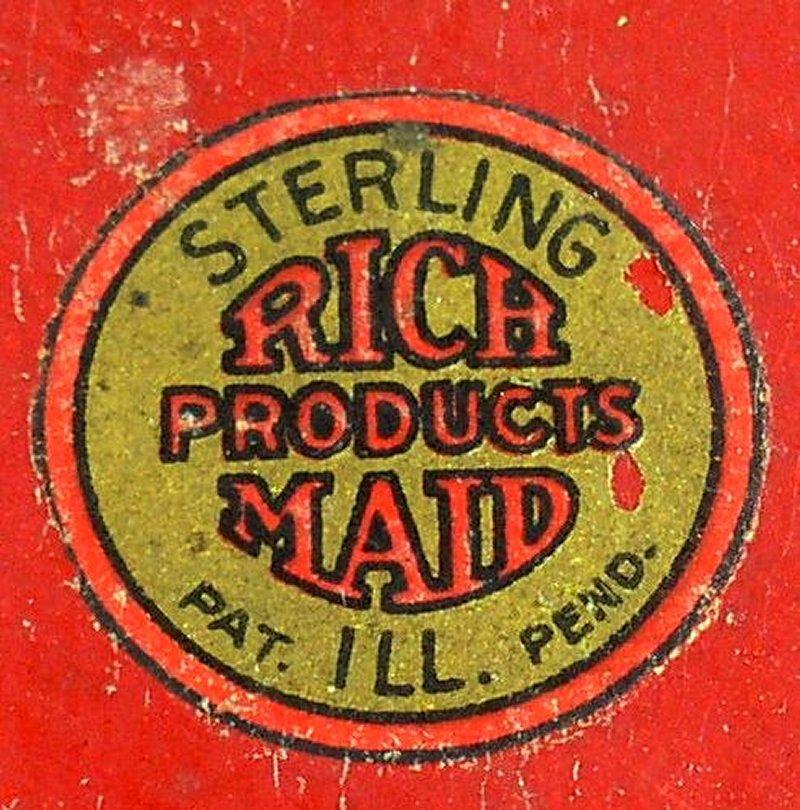 STERLING
RICH
PRODUCTS
MAID
PAT. ILL. PEND.